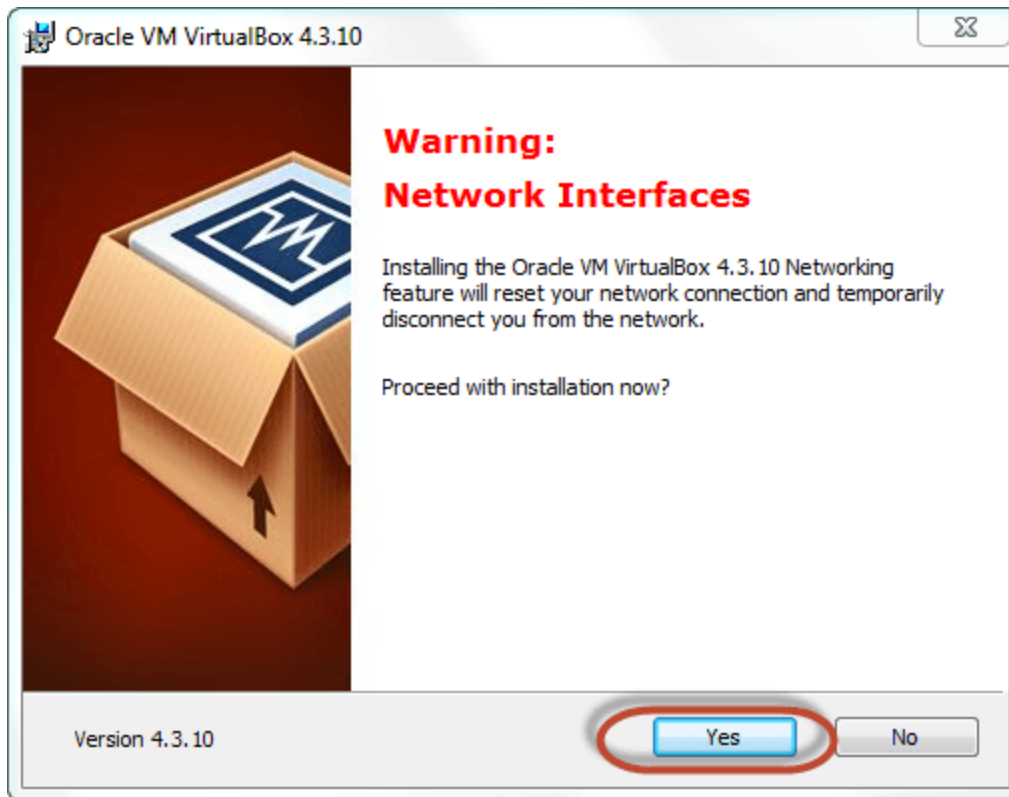 Oracle VM VirtualBox 4.3.10
Warning:
Network Interfaces
Installing the Oracle VM VirtualBox 4.3.10 Networking
feature will reset your network connection and temporarily
disconnect you from the network.
Proceed with installation now?
Version 4.3.10
Yes
No